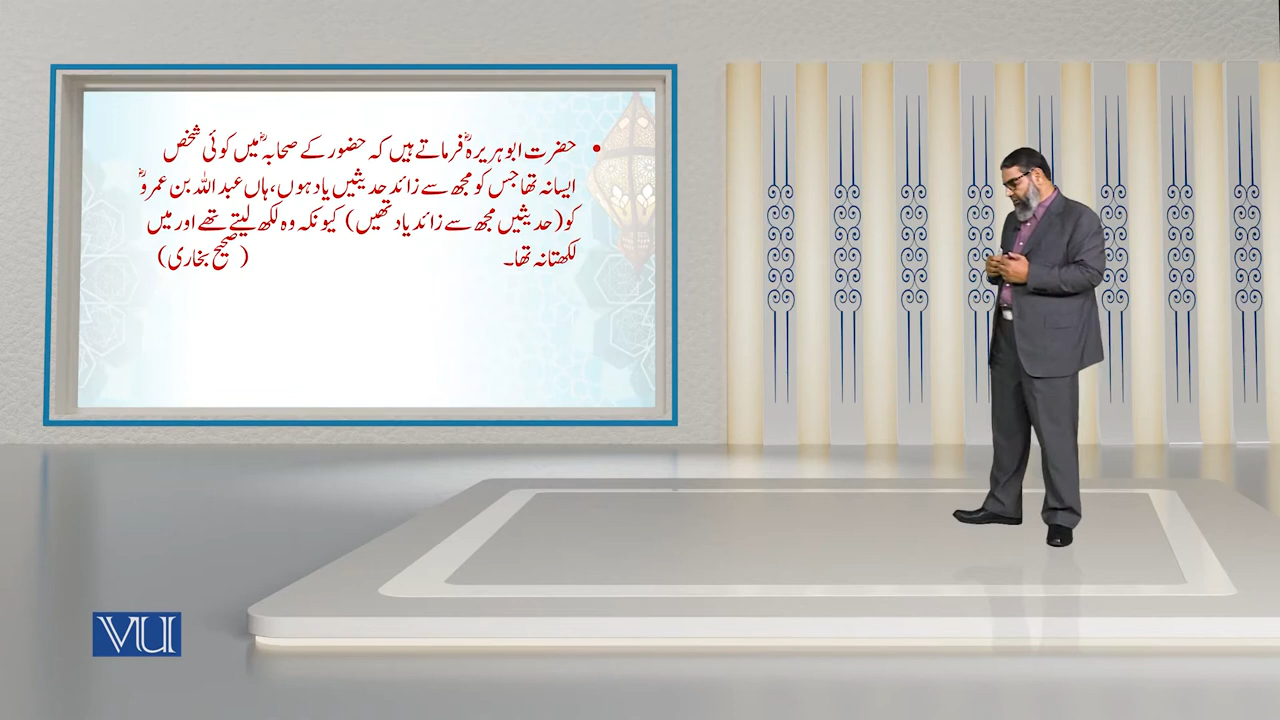 • حضرت ابوہریرہؓ فرماتے ہیں کہ حضور کے صحابہؓ میں کوئی شخص
ایسا نہ تھا جس کو مجھ سے زائد حدیثیں یاد ہوں، ہاں عبد اللہ بن عمروؓ
کو (حدیثیں مجھ سے زائد یاد تھیں) کیونکہ وہ لکھ لیتے تھے اور میں
لکھتا نہ تھا۔ (صحیح بخاری)
VU